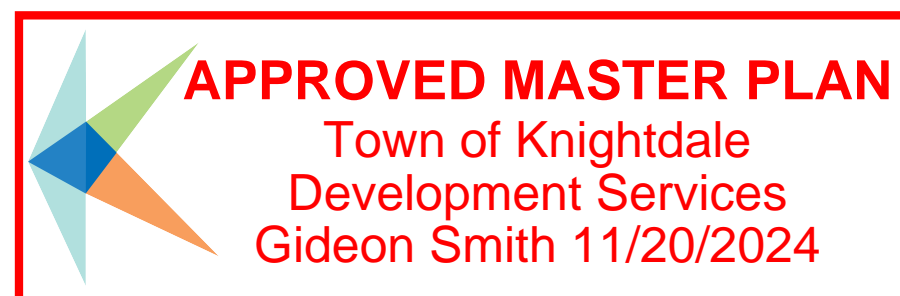 APPROVED MASTER PLAN
Town of Knightdale
Development Services
Gideon Smith 11/20/2024